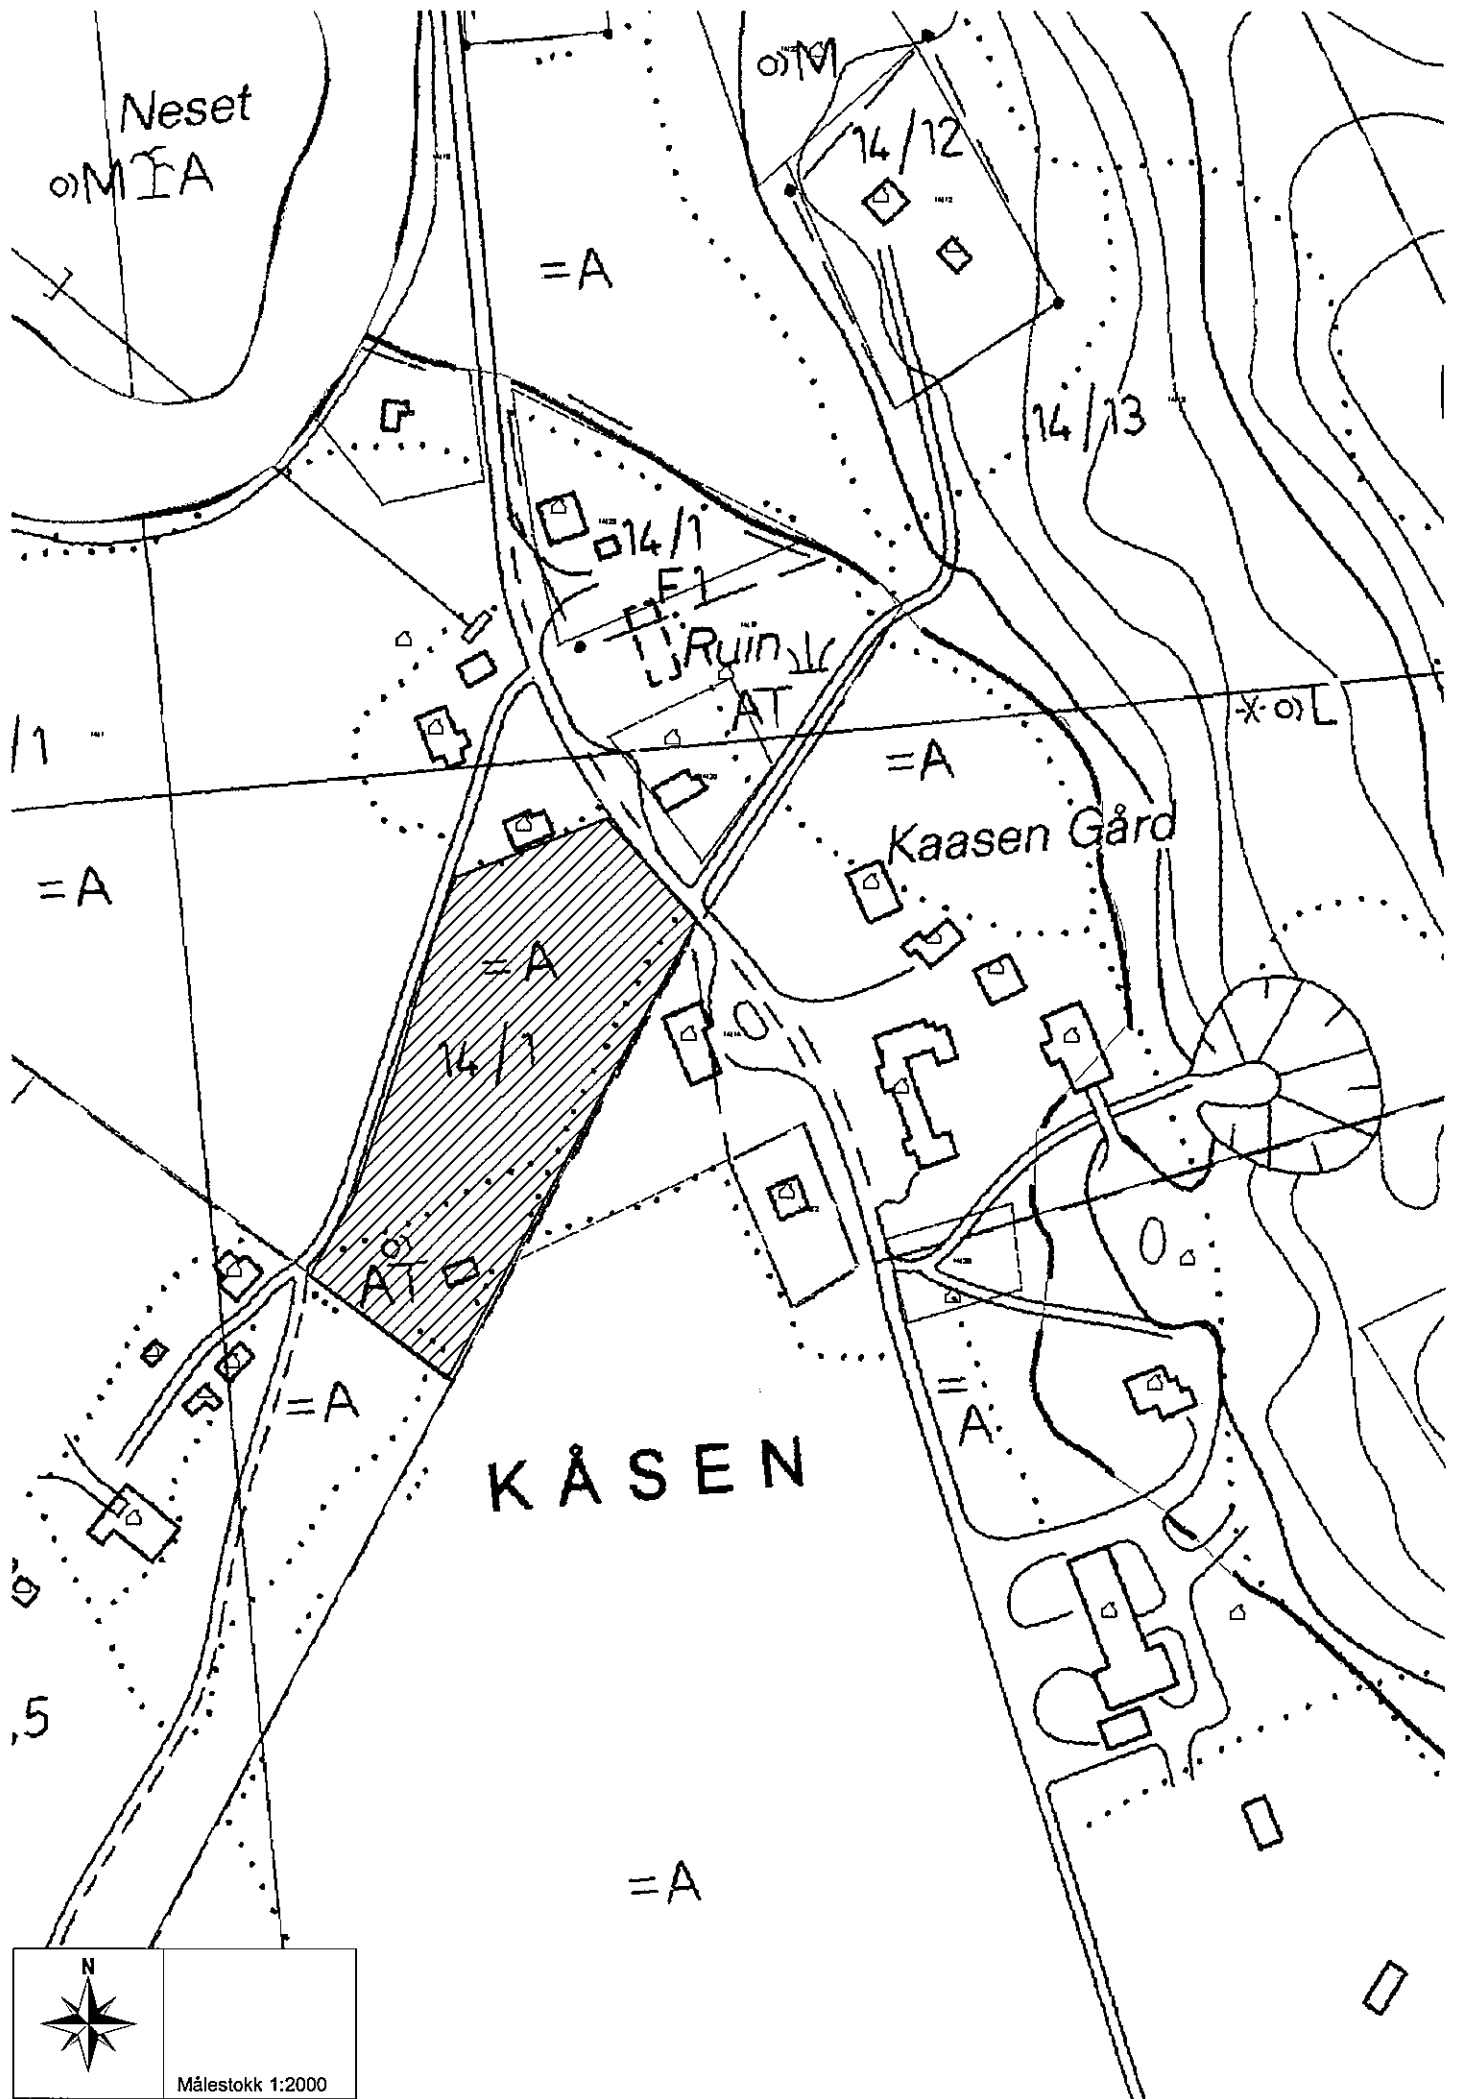 Neset
M A
M
14/12
=A
14/13
14/1
F1
Ruin
AT
L
/1
=A
Kaasen Gård
=A
=A
14/1
AT
=A
=
A
KÅSEN
,5
=A
N
Målestokk 1:2000